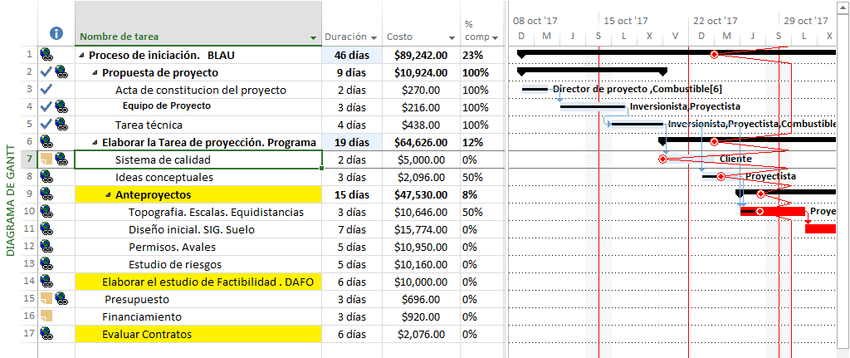 08 oct '17 15 oct '17 22 oct '17 29 oct '17
Nombre de tarea Duración Costo % comp D M J S L X V D M J S L X
1 Proceso de iniciación. BLAU 46 días $89,242.00 23%
2 Propuesta de proyecto 9 días $10,924.00 100%
3 Acta de constitucion del proyecto 2 días $270.00 100% Director de proyecto ,Combustible[6]
4 Equipo de Proyecto 3 días $216.00 100% Inversionista,Proyectista
5 Tarea técnica 4 días $438.00 100% Inversionista,Proyectista,Combustible
6 Elaborar la Tarea de proyección. Programa 19 días $64,626.00 12%
7 Sistema de calidad 2 días $5,000.00 0% Cliente
8 Ideas conceptuales 3 días $2,096.00 50% Proyectista
9 Anteproyectos 15 días $47,530.00 8%
10 Topografia. Escalas. Equidistancias 3 días $10,646.00 50% Proye
11 Diseño inicial. SIG. Suelo 7 días $15,774.00 0%
12 Permisos. Avales 5 días $10,950.00 0%
13 Estudio de riesgos 5 días $10,160.00 0%
14 Elaborar el estudio de Factibilidad . DAFO 6 días $10,000.00 0%
15 Presupuesto 3 días $696.00 0%
16 Financiamiento 3 días $920.00 0%
17 Evaluar Contratos 6 días $2,076.00 0%
DIAGRAMA DE GANTT